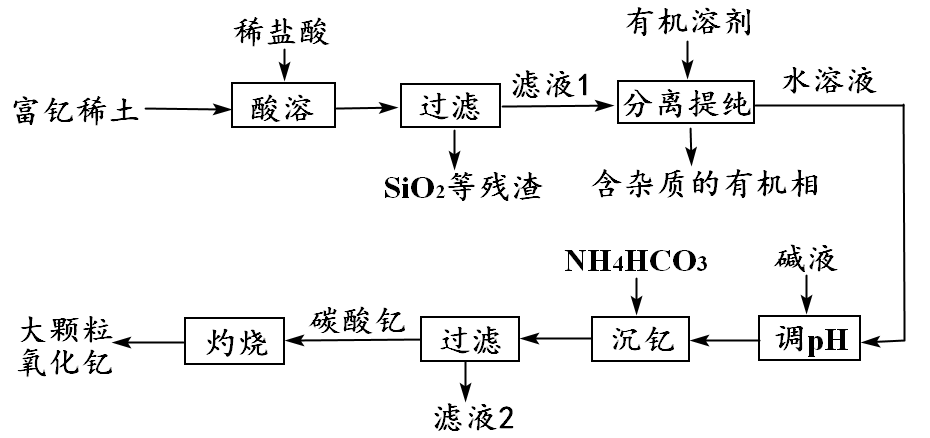 稀盐酸
有机溶剂
富钇稀土
酸溶
过滤
滤液1
分离提纯
水溶液
SiO2等残渣
含杂质的有机相
NH4HCO3
碱液
大颗粒
氧化钇
灼烧
碳酸钇
过滤
沉钇
调pH
滤液2